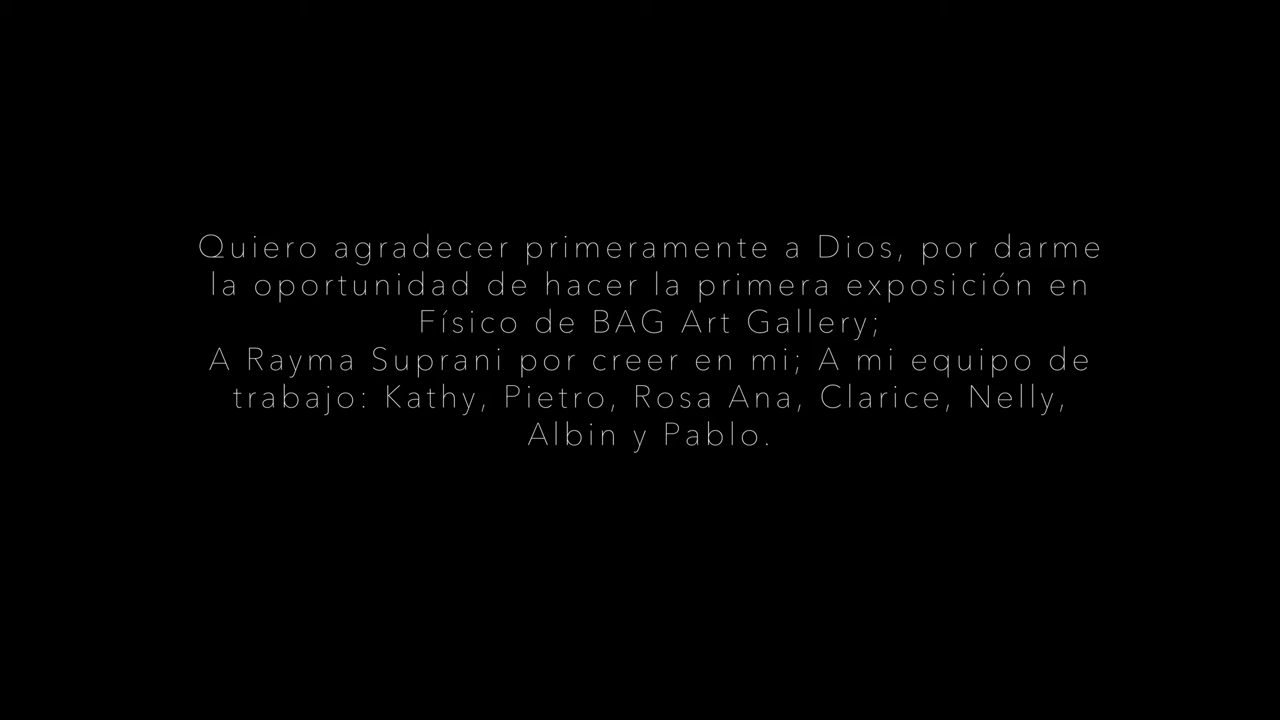 Quiero agradecer primeramente a Dios, por darme
la oportunidad de hacer la primera exposición en
Físico de BAG Art Gallery;
A Rayma Suprani por creer en mi; A mi equipo de
trabajo: Kathy, Pietro, Rosa Ana, Clarice, Nelly,
Albin y Pablo.